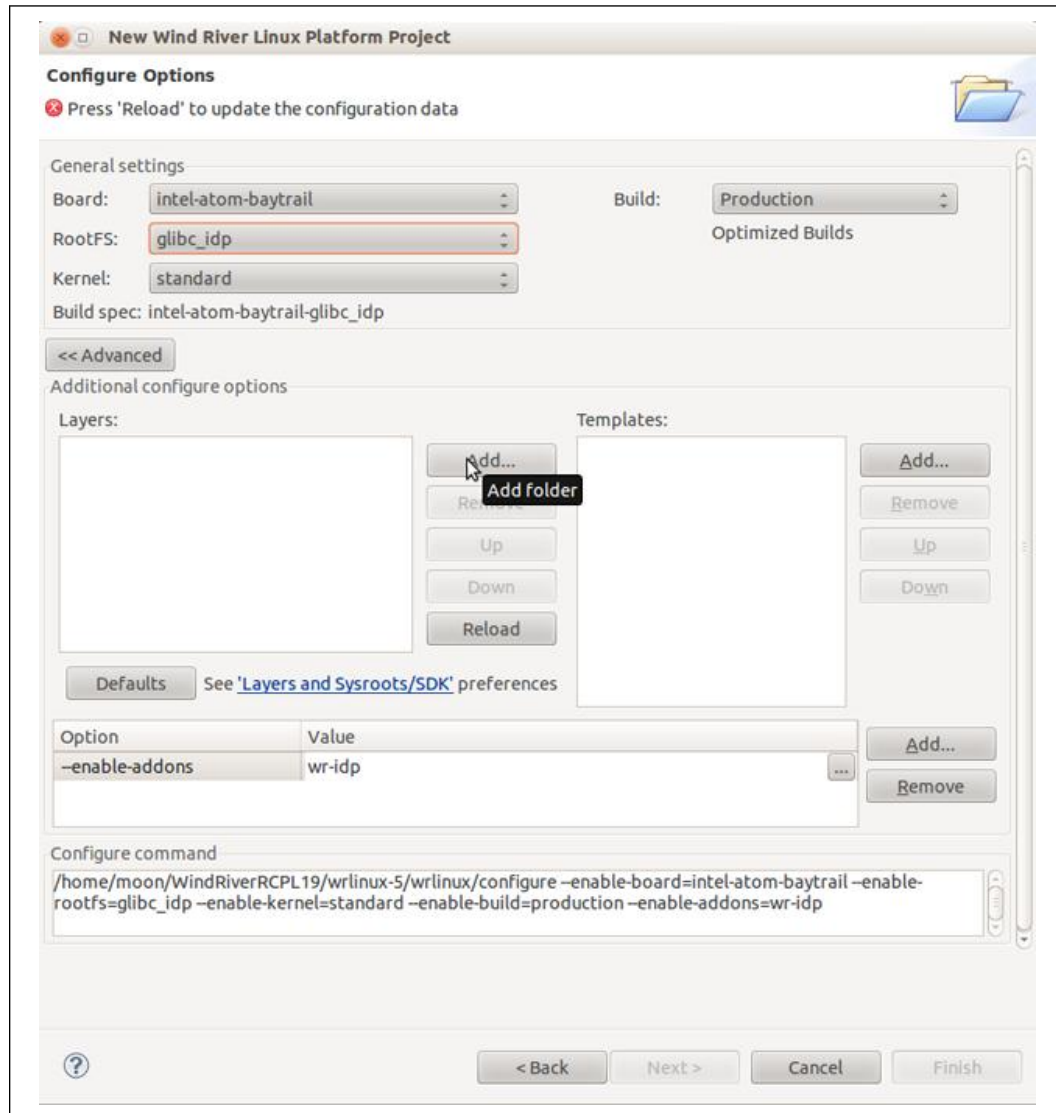 New Wind River Linux Platform Project
Configure Options
Press 'Reload' to update the configuration data
General settings
Board: intel-atom-baytrail Build: Production
RootFS: glibc_idp Optimized Builds
Kernel: standard
Build spec: intel-atom-baytrail-glibc_idp
<< Advanced
Additional configure options
Layers: Templates:
Add... Add...
Add folder
Remove
Up Up
Down Down
Reload
Defaults See 'Layers and Sysroots/SDK' preferences
Option Value Add...
--enable-addons wr-idp ...
Remove
Configure command
/home/moon/WindRiverRCPL19/wrlinux-5/wrlinux/configure --enable-board=intel-atom-baytrail --enable-
rootfs=glibc_idp --enable-kernel=standard --enable-build=production --enable-addons=wr-idp
? < Back Next > Cancel Finish